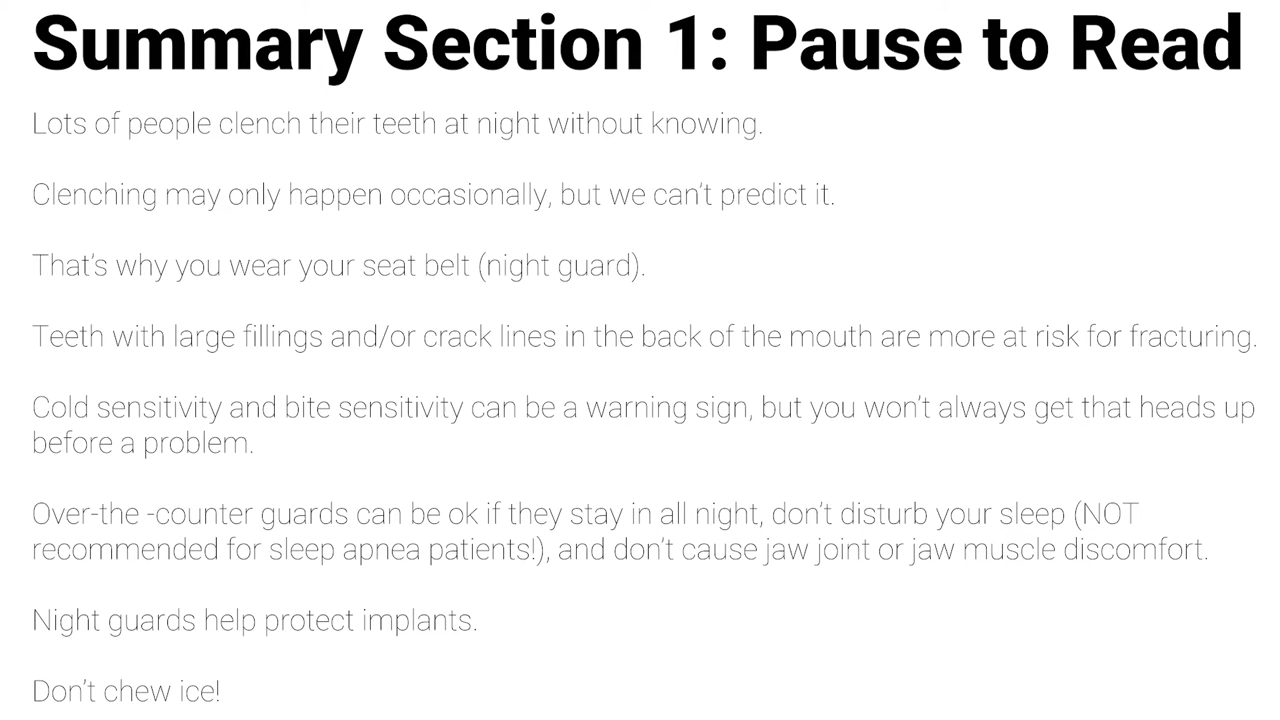 Summary Section 1: Pause to Read
Lots of people clench their teeth at night without knowing.
Clenching may only happen occasionally, but we can't predict it.
That's why you wear your seat belt (night guard).
Teeth with large fillings and/or crack lines in the back of the mouth are more at risk for fracturing.
Cold sensitivity and bite sensitivity can be a warning sign, but you won't always get that heads up
before a problem.
Over-the -counter guards can be ok if they stay in all night, don't disturb your sleep (NOT
recommended for sleep apnea patients!), and don't cause jaw joint or jaw muscle discomfort.
Night guards help protect implants.
Don't chew ice!